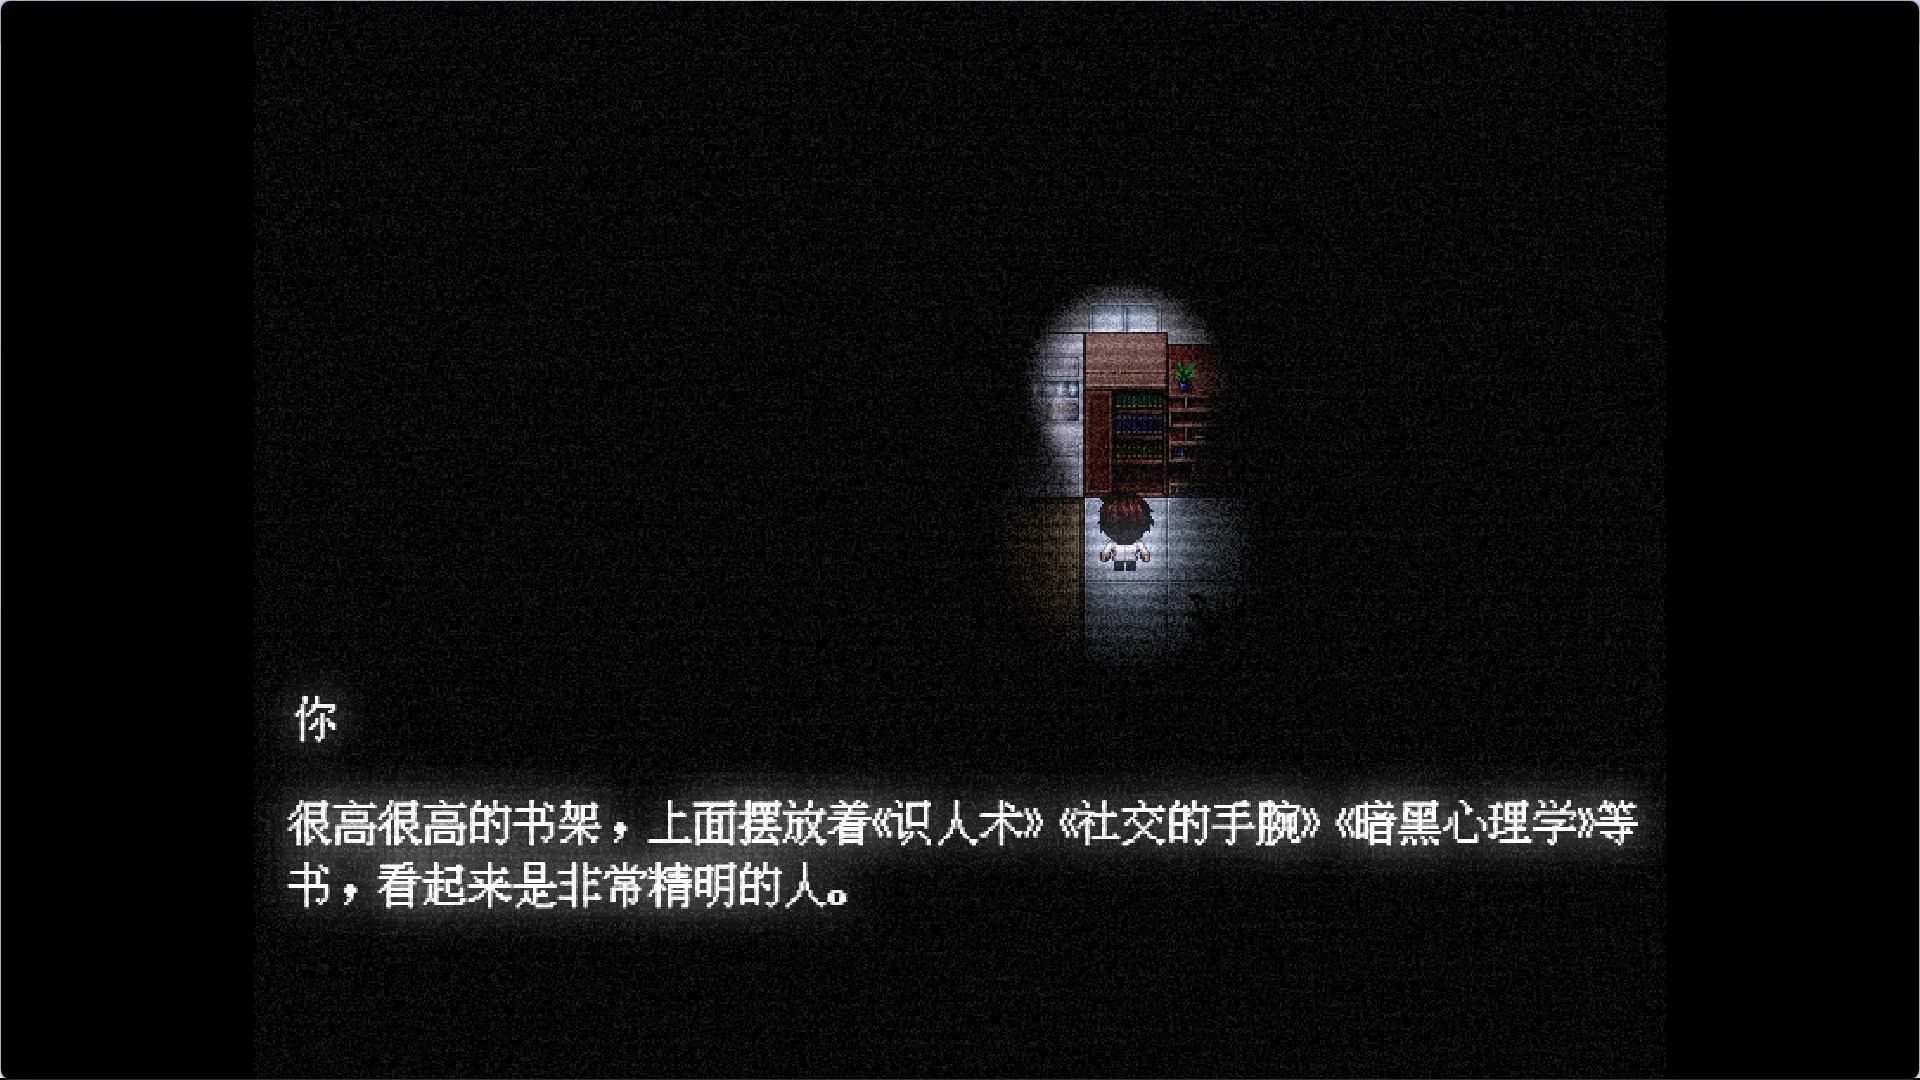 你
很高很高的书架，上面摆放着《识人术》《社交的手腕》《暗黑心理学》等
书，看起来是非常精明的人。